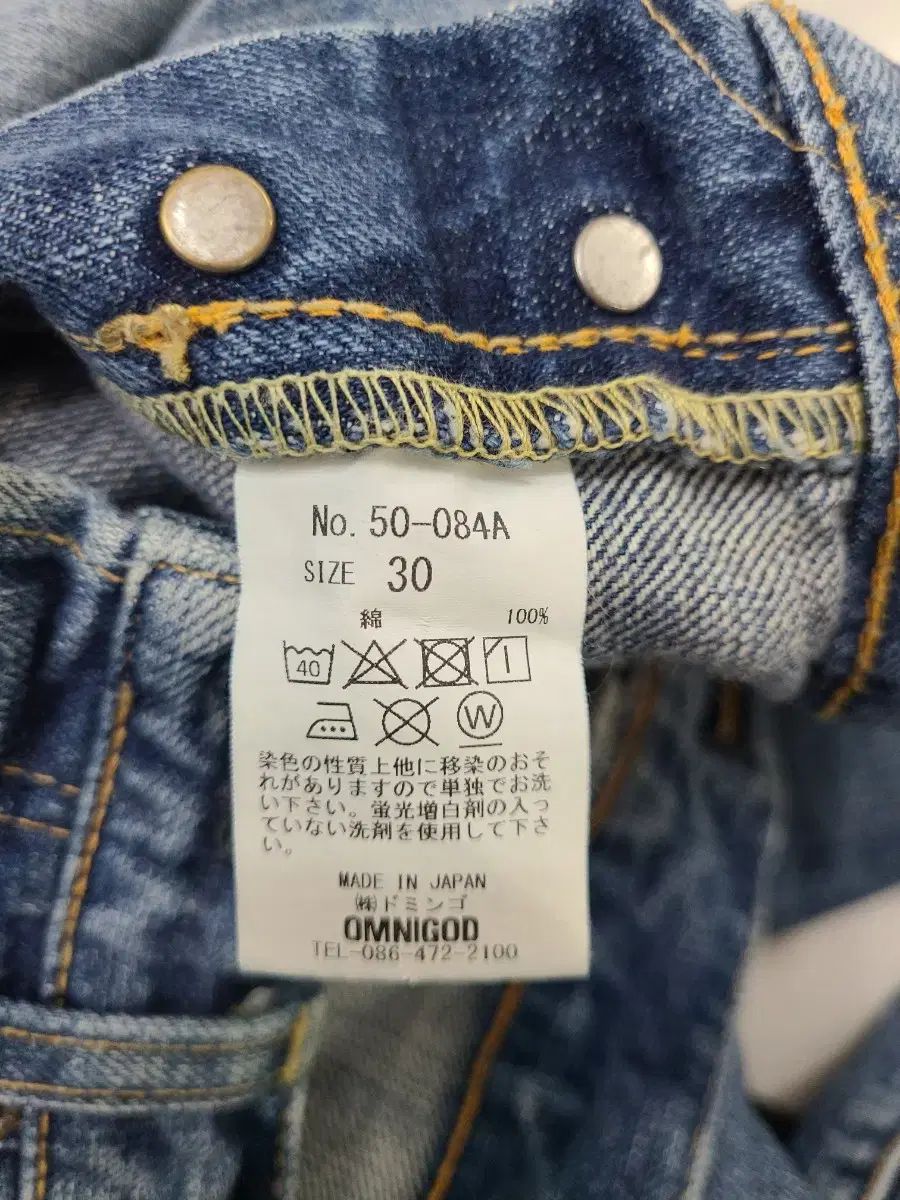 No. 50-084A
SIZE 30
綿 100%
40
W
染色の性質上他に移染のおそ
れがありますので単独でお洗
い下さい。蛍光増白剤の入っ
ていない洗剤を使用して下さ
い。
MADE IN JAPAN
㈱ドミンゴ
OMNIGOD
TEL-086-472-2100